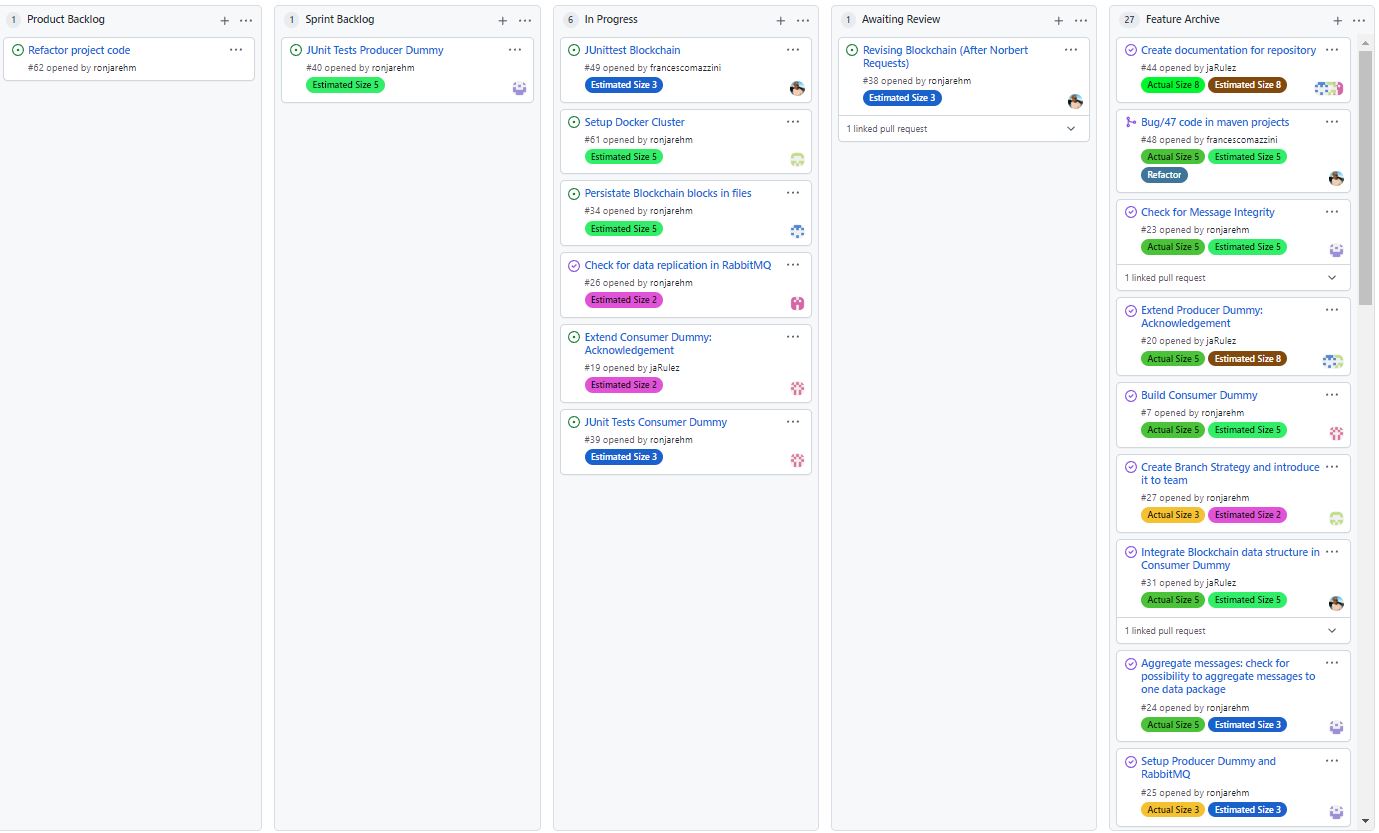 1 Product Backlog
Refactor project code
#62 opened by ronjarehm
1 Sprint Backlog
JUnit Tests Producer Dummy
#40 opened by ronjarehm
Estimated Size 5
6 In Progress
JUnittest Blockchain
#49 opened by francescomazzini
Estimated Size 3
Setup Docker Cluster
#61 opened by ronjarehm
Estimated Size 5
Persistate Blockchain blocks in files
#34 opened by ronjarehm
Estimated Size 5
Check for data replication in RabbitMQ
#26 opened by ronjarehm
Estimated Size 2
Extend Consumer Dummy:
Acknowledgement
#19 opened by jaRulez
Estimated Size 2
JUnit Tests Consumer Dummy
#39 opened by ronjarehm
Estimated Size 3
1 Awaiting Review
Revising Blockchain (After Norbert
Requests)
#38 opened by ronjarehm
Estimated Size 3
1 linked pull request
27 Feature Archive
Create documentation for repository
#44 opened by jaRulez
Actual Size 8 Estimated Size 8
Bug/47 code in maven projects
#48 opened by francescomazzini
Actual Size 5 Estimated Size 5
Refactor
Check for Message Integrity
#23 opened by ronjarehm
Actual Size 5 Estimated Size 5
1 linked pull request
Extend Producer Dummy:
Acknowledgement
#20 opened by jaRulez
Actual Size 5 Estimated Size 8
Build Consumer Dummy
#7 opened by ronjarehm
Actual Size 5 Estimated Size 5
Create Branch Strategy and introduce
it to team
#27 opened by ronjarehm
Actual Size 3 Estimated Size 2
Integrate Blockchain data structure in
Consumer Dummy
#31 opened by jaRulez
Actual Size 5 Estimated Size 5
1 linked pull request
Aggregate messages: check for
possibility to aggregate messages to
one data package
#24 opened by ronjarehm
Actual Size 5 Estimated Size 3
Setup Producer Dummy and
RabbitMQ
#25 opened by ronjarehm
Actual Size 3 Estimated Size 3